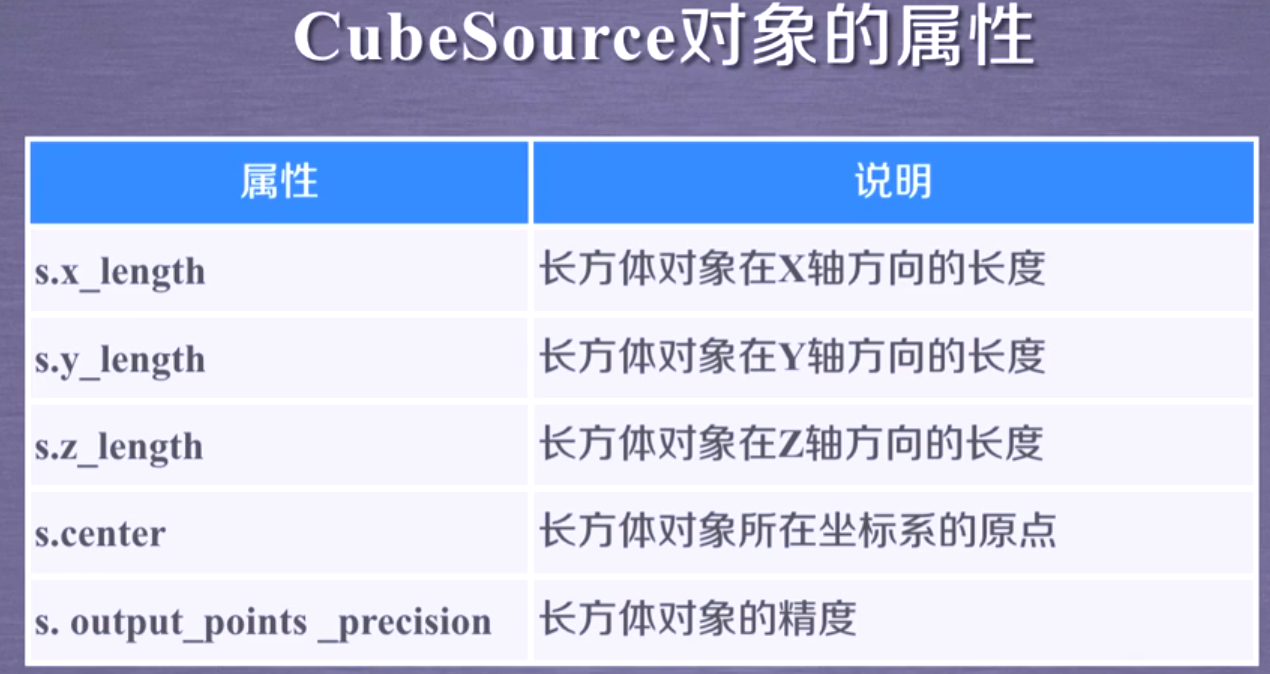 CubeSource对象的属性
属性 说明
s.x_length 长方体对象在X轴方向的长度
s.y_length 长方体对象在Y轴方向的长度
s.z_length 长方体对象在Z轴方向的长度
s.center 长方体对象所在坐标系的原点
s. output_points _precision 长方体对象的精度